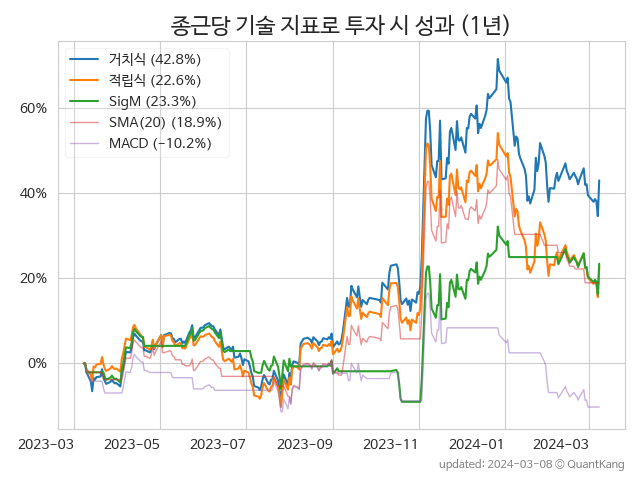 종근당 기술 지표로 투자 시 성과 (1년)
거치식 (42.8%)
적립식 (22.6%)
SigM (23.3%)
SMA(20) (18.9%)
MACD (−10.2%)
60%
40%
20%
0%
2023-03 2023-05 2023-07 2023-09 2023-11 2024-01 2024-03
updated: 2024-03-08 © QuantKang